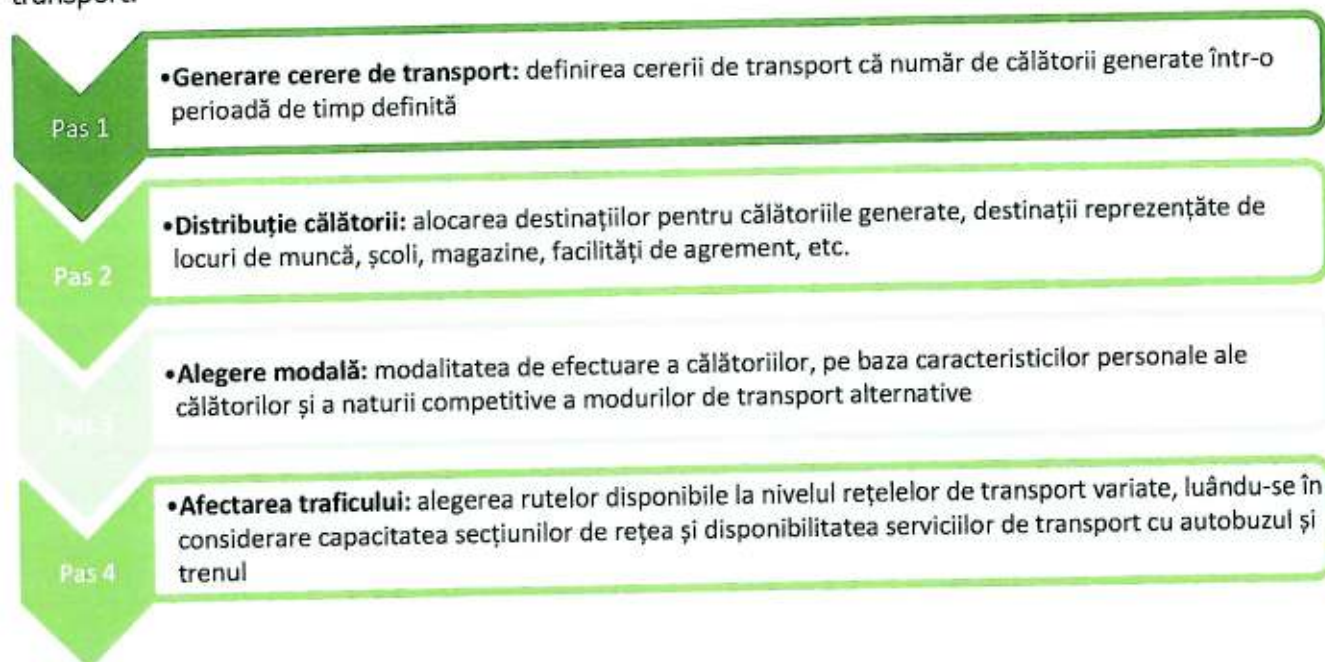 transport.
Pas 1
•Generare cerere de transport: definirea cererii de transport că număr de călătorii generate într-o
perioadă de timp definită
Pas 2
•Distribuție călătorii: alocarea destinațiilor pentru călătoriile generate, destinații reprezențăte de
locuri de muncă, școli, magazine, facilități de agrement, etc.
Pas 3
•Alegere modală: modalitatea de efectuare a călătoriilor, pe baza caracteristicilor personale ale
călătorilor și a naturii competitive a modurilor de transport alternative
Pas 4
•Afectarea traficului: alegerea rutelor disponibile la nivelul rețelelor de transport variate, luându-se în
considerare capacitatea secțiunilor de rețea și disponibilitatea serviciilor de transport cu autobuzul și
trenul